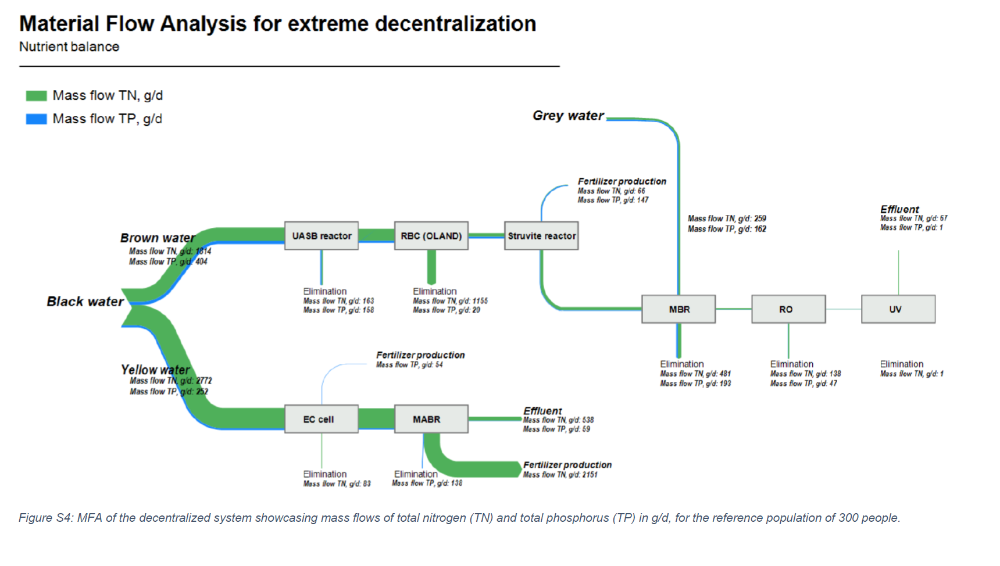 Material Flow Analysis for extreme decentralization
Nutrient balance
Mass flow TN, g/d
Mass flow TP, g/d
Grey water
Fertilizer production
Mass flow TN, g/d: 66
Mass flow TP, g/d: 147
Mass flow TN, g/d: 259
Mass flow TP, g/d: 162
Effluent
Mass flow TN, g/d: 67
Mass flow TP, g/d: 1
Brown water
Mass flow TN, g/d: 1814
Mass flow TP, g/d: 404
UASB reactor
RBC (OLAND)
Struvite reactor
Elimination
Mass flow TN, g/d: 163
Mass flow TP, g/d: 158
Elimination
Mass flow TN, g/d: 1155
Mass flow TP, g/d: 20
Black water
MBR
RO
UV
Elimination
Mass flow TN, g/d: 481
Mass flow TP, g/d: 193
Elimination
Mass flow TN, g/d: 138
Mass flow TP, g/d: 47
Elimination
Mass flow TN, g/d: 1
Yellow water
Mass flow TN, g/d: 2772
Mass flow TP, g/d: 252
Fertilizer production
Mass flow TP, g/d: 54
EC cell
MABR
Effluent
Mass flow TN, g/d: 538
Mass flow TP, g/d: 59
Fertilizer production
Mass flow TN, g/d: 2151
Elimination
Mass flow TN, g/d: 83
Elimination
Mass flow TP, g/d: 138
Figure S4: MFA of the decentralized system showcasing mass flows of total nitrogen (TN) and total phosphorus (TP) in g/d, for the reference population of 300 people.